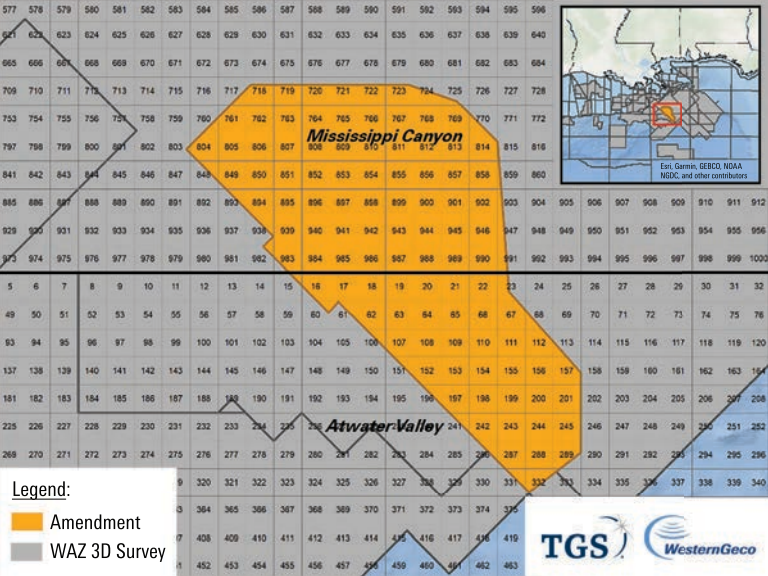 577 578 579 580 581 582 583 584 585 586 587 588 589 590 591 592 593 594 595 596
621 622 623 624 625 626 627 628 629 630 631 632 633 634 635 636 637 638 639 640
665 666 667 668 669 670 671 672 673 674 675 676 677 678 679 680 681 682 683 684
709 710 711 712 713 714 715 716 717 718 719 720 721 722 723 724 725 726 727 728
753 754 755 756 757 758 759 760 761 762 763 764 765 766 767 768 769 770 771 772
Mississippi Canyon
797 798 799 800 801 802 803 804 805 806 807 808 809 810 811 812 813 814 815 816
841 842 843 844 845 846 847 848 849 850 851 852 853 854 855 856 857 858 859 860
Esri, Garmin, GEBCO, NOAA
NGDC, and other contributors
885 886 887 888 889 890 891 892 893 894 895 896 897 898 899 900 901 902 903 904 905 906 907 908 909 910 911 912
929 930 931 932 933 934 935 936 937 938 939 940 941 942 943 944 945 946 947 948 949 950 951 952 953 954 955 956
973 974 975 976 977 978 979 980 981 982 983 984 985 986 987 988 989 990 991 992 993 994 995 996 997 998 999 1000
5 6 7 8 9 10 11 12 13 14 15 16 17 18 19 20 21 22 23 24 25 26 27 28 29 30 31 32
49 50 51 52 53 54 55 56 57 58 59 60 61 62 63 64 65 66 67 68 69 70 71 72 73 74 75 76
93 94 95 96 97 98 99 100 101 102 103 104 105 106 107 108 109 110 111 112 113 114 115 116 117 118 119 120
137 138 139 140 141 142 143 144 145 146 147 148 149 150 151 152 153 154 155 156 157 158 159 160 161 162 163 164
181 182 183 184 185 186 187 188 189 190 191 192 193 194 195 196 197 198 199 200 201 202 203 204 205 206 207 208
225 226 227 228 229 230 231 232 233 234 235 Atwater Valley 241 242 243 244 245 246 247 248 249 250 251 252
269 270 271 272 273 274 275 276 277 278 279 280 281 282 283 284 285 286 287 288 289 290 291 292 293 294 295 296
9 320 321 322 323 324 325 326 327 328 329 330 331 332 333 334 335 336 337 338 339 340
364 365 366 367 368 369 370 371 372 373 374 375
408 409 410 411 412 413 414 415 416 417 418 419
452 453 454 455 456 457 458 459 460 461 462 463
Legend:
Amendment
WAZ 3D Survey
TGS
WesternGeco